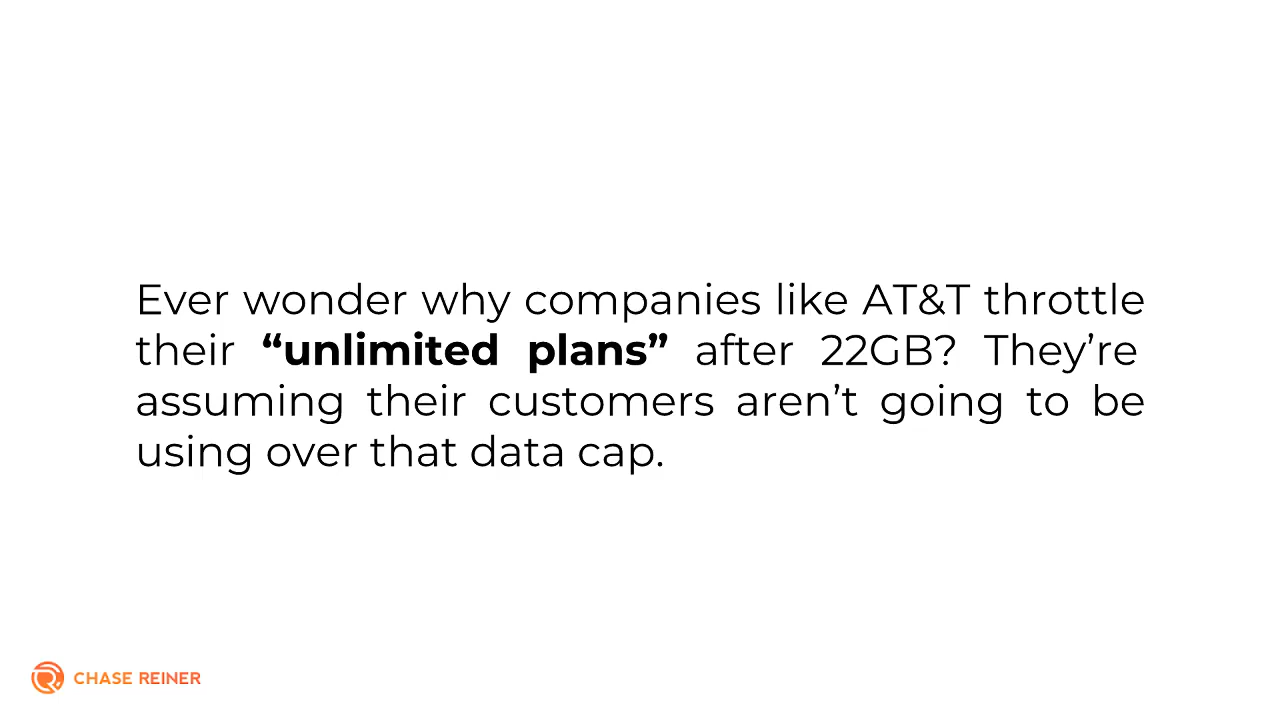 Ever wonder why companies like AT&T throttle
their “unlimited plans” after 22GB? They’re
assuming their customers aren’t going to be
using over that data cap.
CHASE REINER